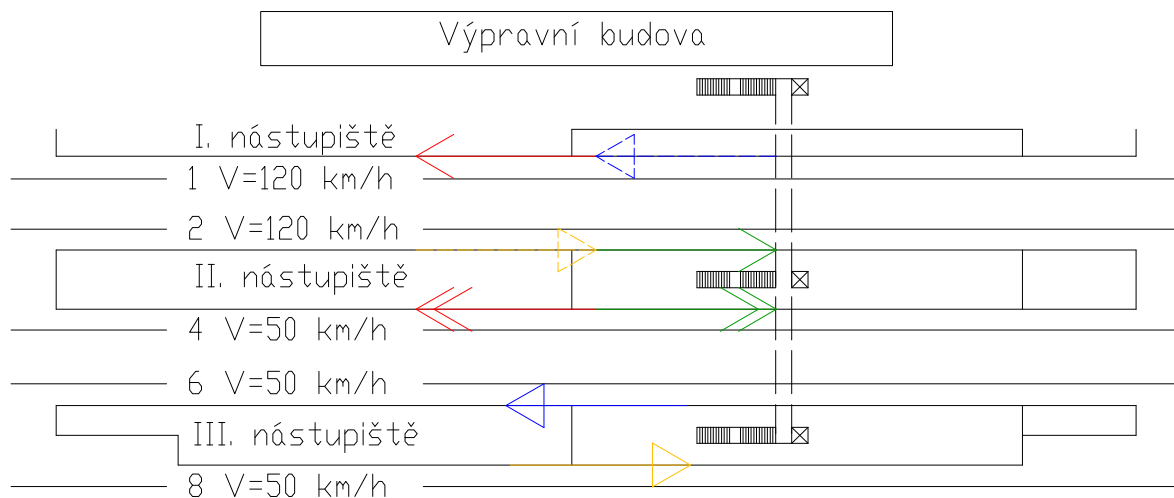 Výpravní budova
I. nástupiště
1 V=120 km/h
2 V=120 km/h
II. nástupiště
4 V=50 km/h
6 V=50 km/h
III. nástupiště
8 V=50 km/h